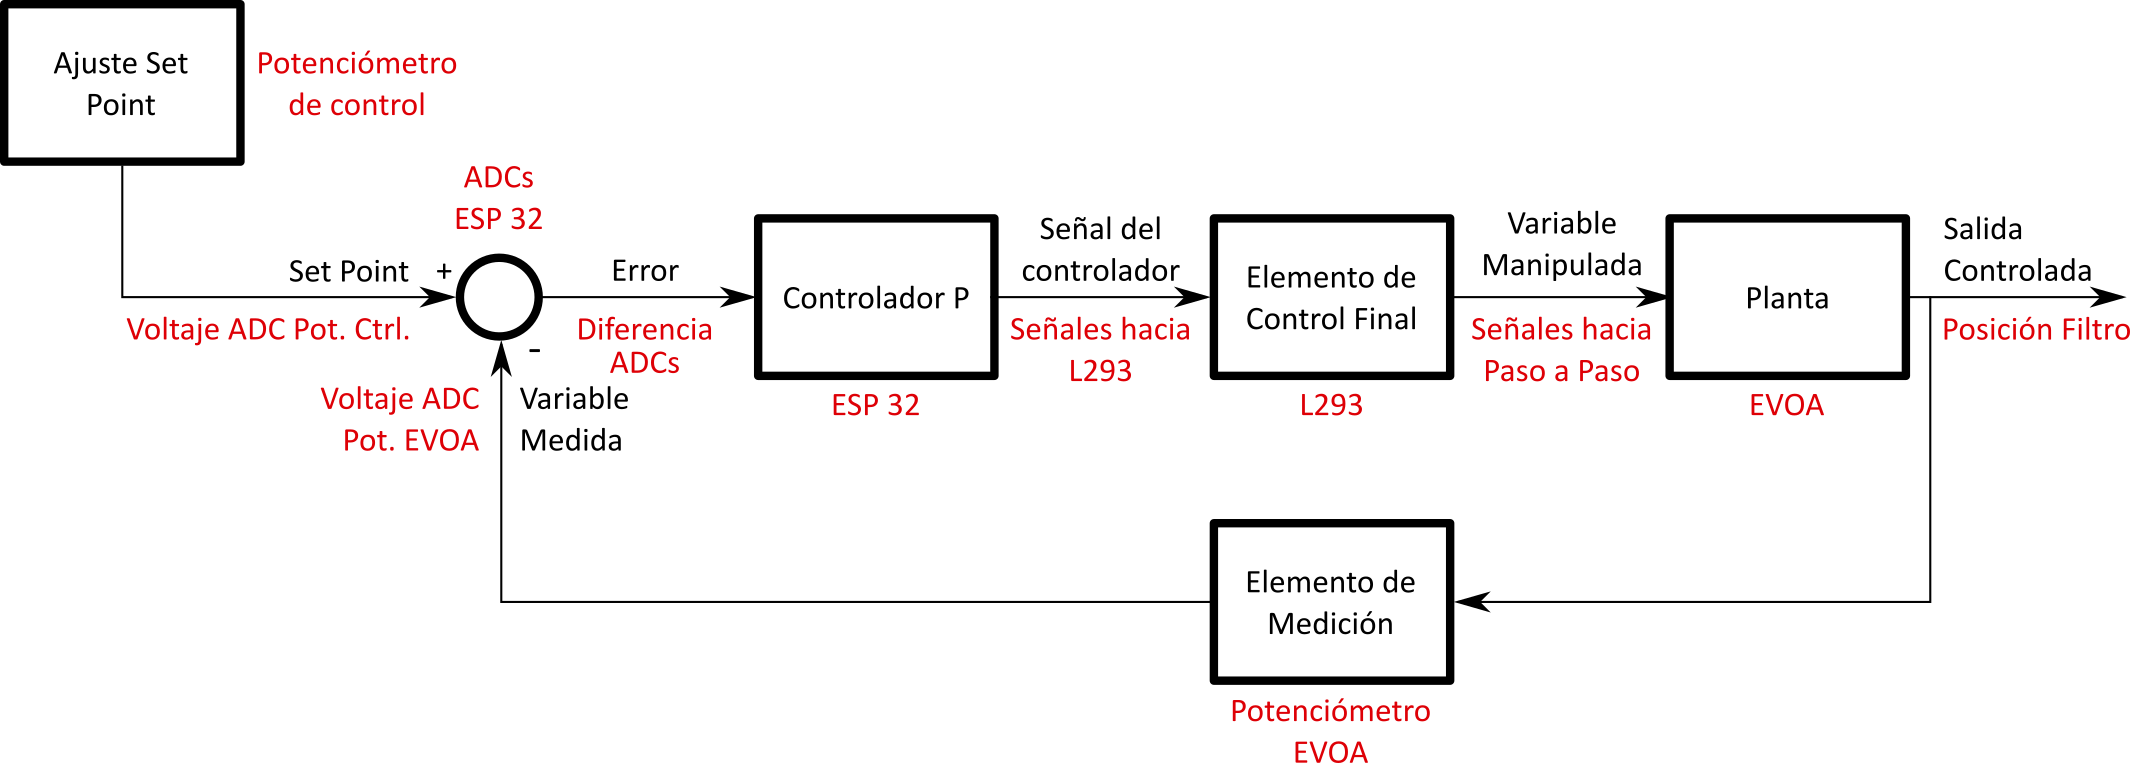 Ajuste Set
Point
Potenciómetro
de control
ADCs
ESP 32
Set Point
+
Voltaje ADC Pot. Ctrl.
-
Error
Diferencia
ADCs
Controlador P
ESP 32
Señal del
controlador
Señales hacia
L293
Elemento de
Control Final
L293
Variable
Manipulada
Señales hacia
Paso a Paso
Planta
EVOA
Salida
Controlada
Posición Filtro
Voltaje ADC
Pot. EVOA
Variable
Medida
Elemento de
Medición
Potenciómetro
EVOA